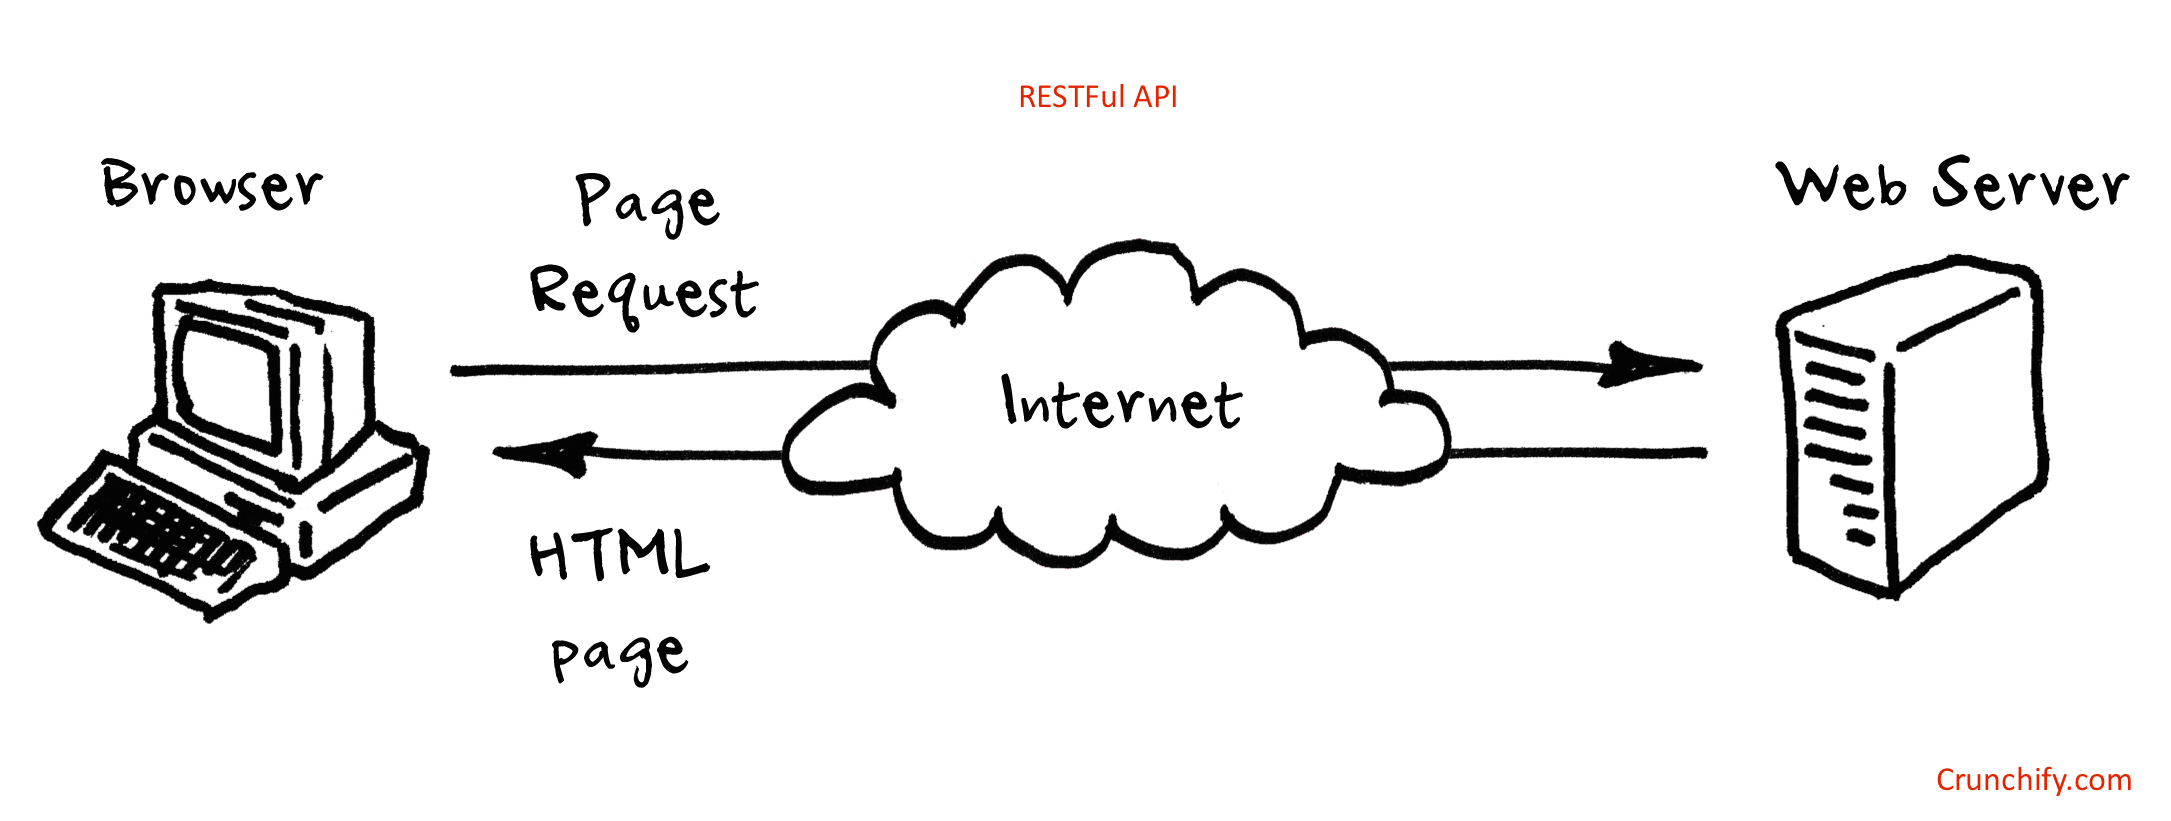 RESTFul API
Browser
Page
Request
Internet
Web Server
HTML
page
Crunchify.com